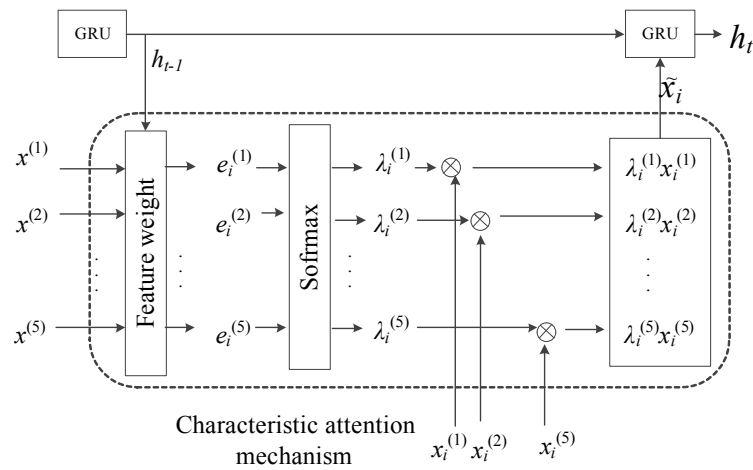 GRU
GRU
h_t
h_{t-1}
x̃_i
x^{(1)} e_i^{(1)} λ_i^{(1)} ⊗ λ_i^{(1)}x_i^{(1)}
x^{(2)} e_i^{(2)} λ_i^{(2)} ⊗ λ_i^{(2)}x_i^{(2)}
Feature weight
Sofrmax
x^{(5)} e_i^{(5)} λ_i^{(5)} ⊗ λ_i^{(5)}x_i^{(5)}
Characteristic attention
mechanism
x_i^{(1)} x_i^{(2)} x_i^{(5)}